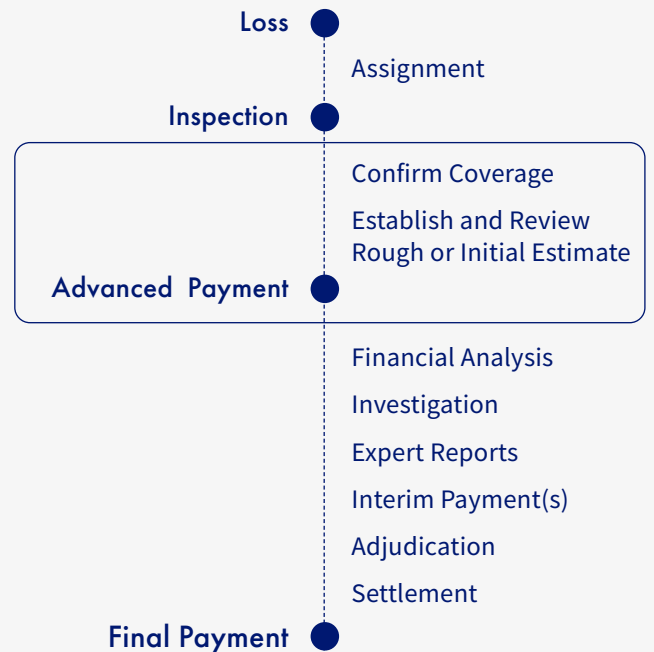 Loss
Assignment
Inspection
Confirm Coverage
Establish and Review
Rough or Initial Estimate
Advanced Payment
Financial Analysis
Investigation
Expert Reports
Interim Payment(s)
Adjudication
Settlement
Final Payment